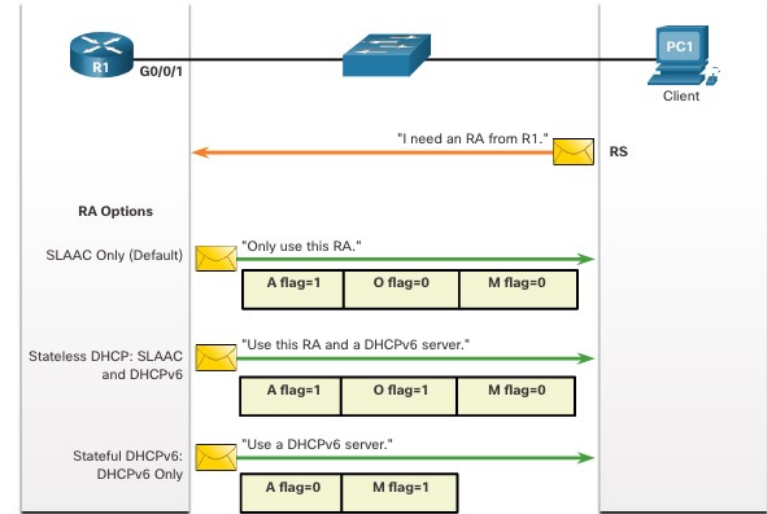 R1
G0/0/1
PC1
Client
"I need an RA from R1."
RS
RA Options
SLAAC Only (Default)
"Only use this RA."
A flag=1 O flag=0 M flag=0
Stateless DHCP: SLAAC
and DHCPv6
"Use this RA and a DHCPv6 server."
A flag=1 O flag=1 M flag=0
Stateful DHCPv6:
DHCPv6 Only
"Use a DHCPv6 server."
A flag=0 M flag=1